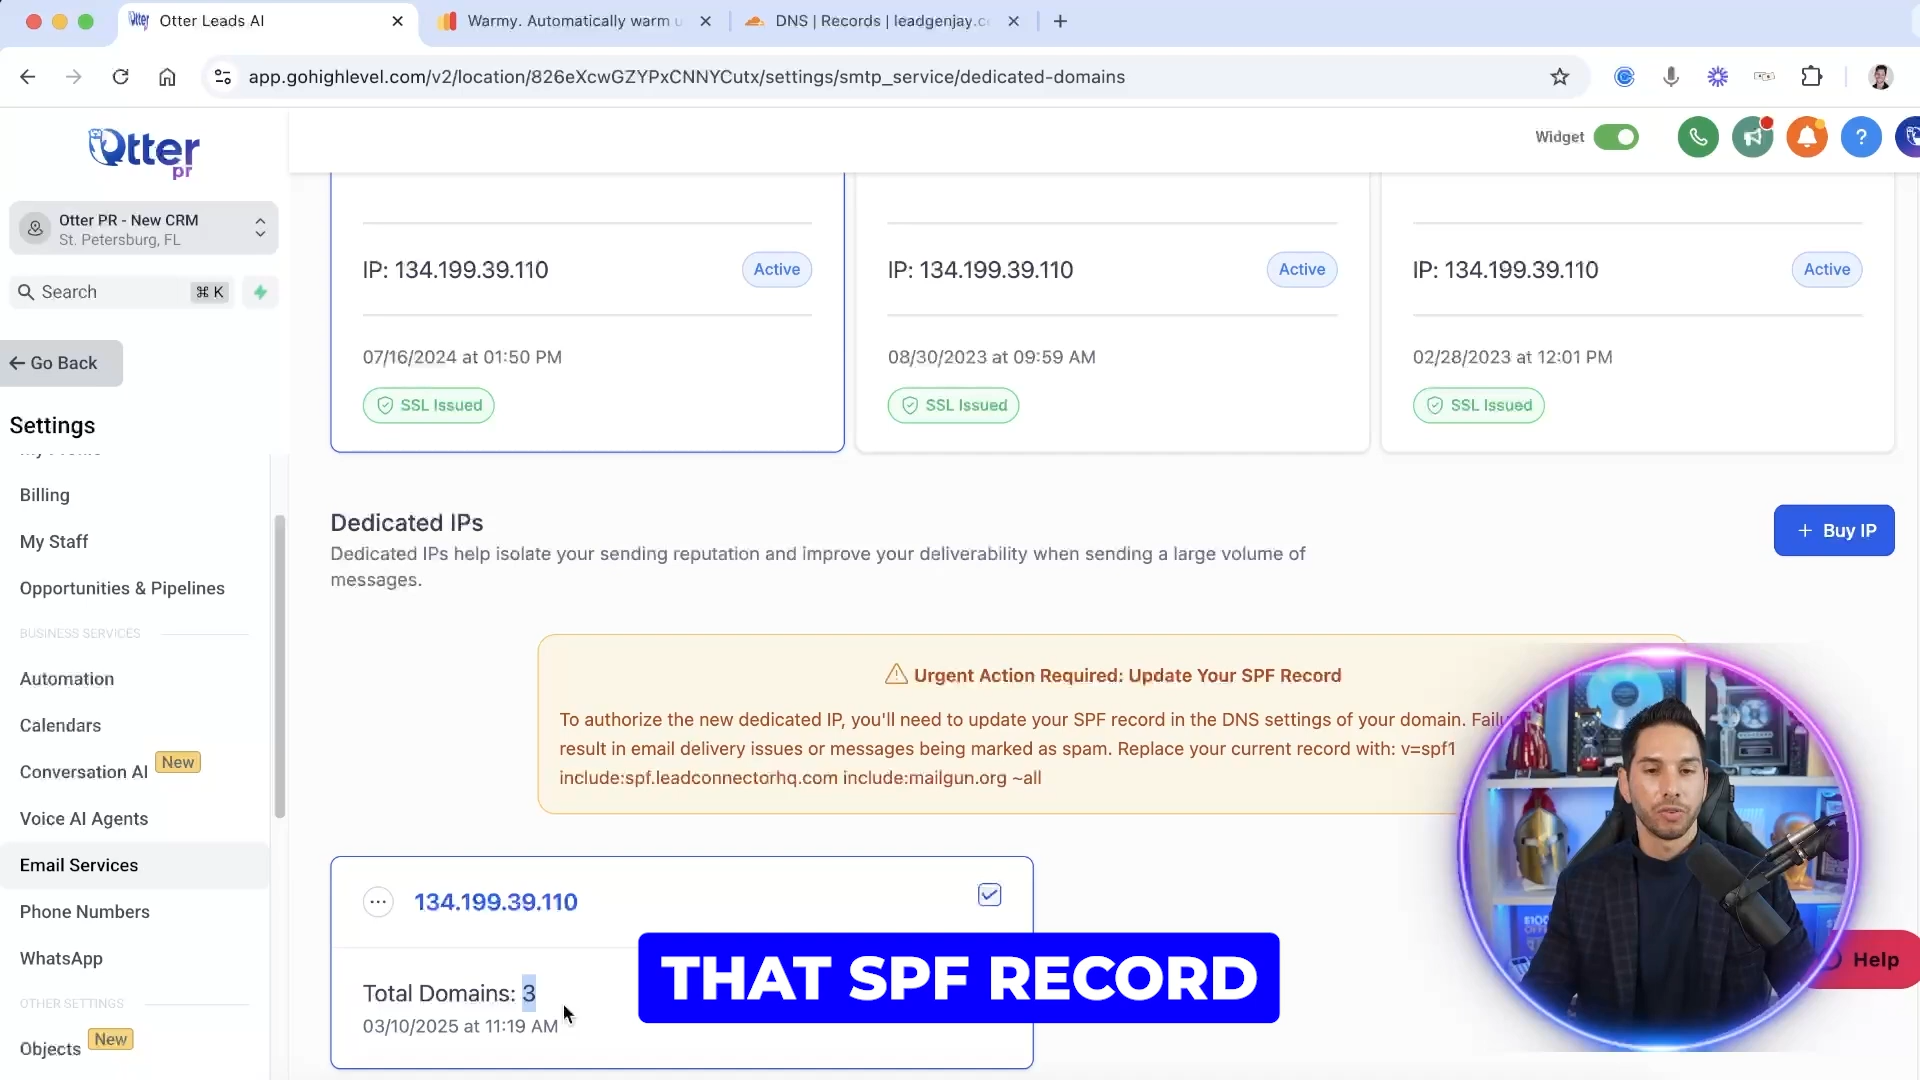 Otter Leads AI
Warmy. Automatically warm u
DNS | Records | leadgenjay.c
app.gohighlevel.com/v2/location/826eXcwGZYPxCNNYCutx/settings/smtp_service/dedicated-domains
Otter
pr
Widget
Otter PR - New CRM
St. Petersburg, FL
Search
⌘ K
Go Back
Settings
Billing
My Staff
Opportunities & Pipelines
BUSINESS SERVICES
Automation
Calendars
Conversation AI New
Voice AI Agents
Email Services
Phone Numbers
WhatsApp
OTHER SETTINGS
Objects New
IP: 134.199.39.110 Active
07/16/2024 at 01:50 PM
SSL Issued
IP: 134.199.39.110 Active
08/30/2023 at 09:59 AM
SSL Issued
IP: 134.199.39.110 Active
02/28/2023 at 12:01 PM
SSL Issued
Dedicated IPs
Dedicated IPs help isolate your sending reputation and improve your deliverability when sending a large volume of
messages.
+ Buy IP
Urgent Action Required: Update Your SPF Record
To authorize the new dedicated IP, you'll need to update your SPF record in the DNS settings of your domain.
result in email delivery issues or messages being marked as spam. Replace your current record with: v=spf1
include:spf.leadconnectorhq.com include:mailgun.org ~all
134.199.39.110
Total Domains: 3
03/10/2025 at 11:19 AM
THAT SPF RECORD
Help